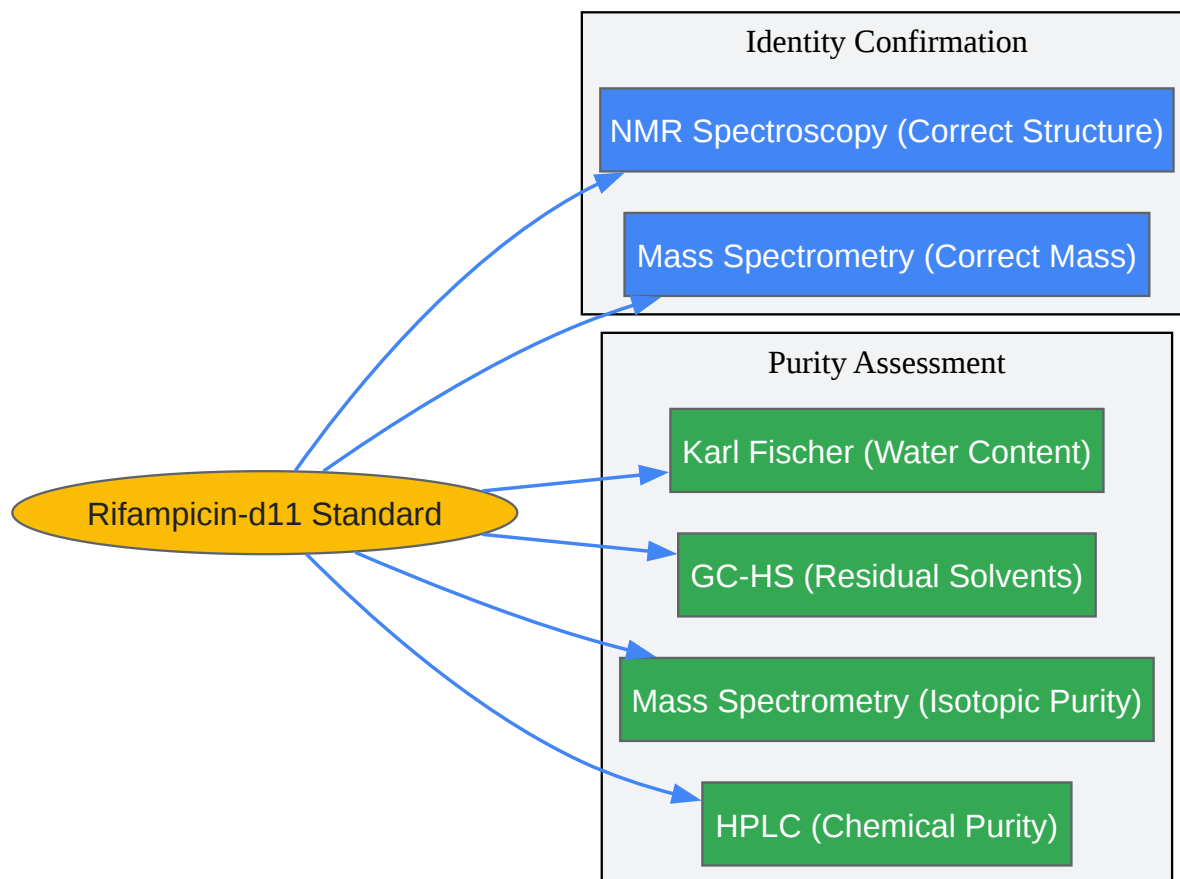 Identity Confirmation
NMR Spectroscopy (Correct Structure)
Mass Spectrometry (Correct Mass)
Purity Assessment
Karl Fischer (Water Content)
Rifampicin-d11 Standard
GC-HS (Residual Solvents)
Mass Spectrometry (Isotopic Purity)
HPLC (Chemical Purity)